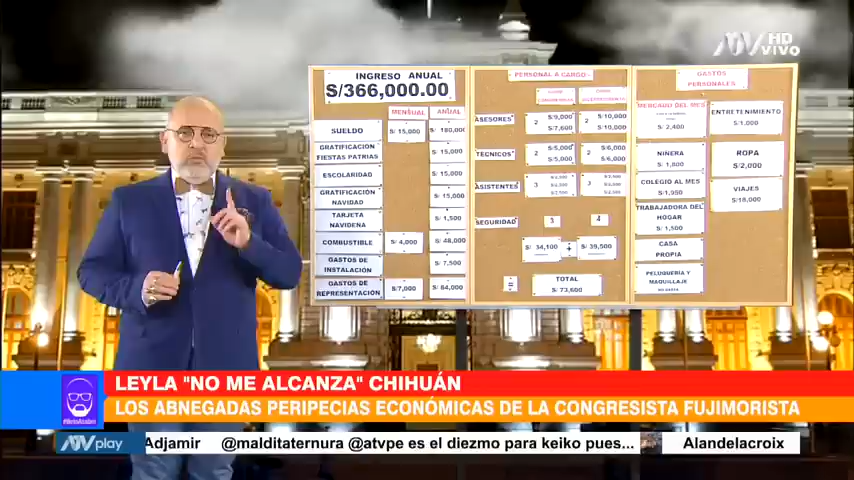 ATV HD
VIVO
INGRESO ANUAL
S/366,000.00
MENSUAL ANUAL
SUELDO S/ 15,000 S/ 180,000
GRATIFICACION FIESTAS PATRIAS S/ 15,000
ESCOLARIDAD S/ 15,000
GRATIFICACIÓN NAVIDAD S/ 15,000
TARJETA NAVIDENA S/ 1,500
COMBUSTIBLE S/ 4,000 S/ 48,000
GASTOS DE INSTALACIÓN S/ 7,500
GASTOS DE REPRESENTACIÓN S/ 7,000 S/ 84,000
PERSONAL A CARGO
ASESORES 2 S/9,000 S/7,600 2 S/ 10,000 S/ 10,000
TECNICOS 2 S/5,000 S/5,000 2 S/6,000 S/ 6,000
ASISTENTES 3 3
SEGURIDAD 3 4
S/ 34,100 + S/ 39,500
= TOTAL
S/ 73,600
GASTOS
PERSONALES
MERCADO DEL MES
S/ 2,400
NIÑERA
S/ 1,800
COLEGIO AL MES
S/ 1,950
TRABAJADORA DEL
HOGAR
S/ 1,500
CASA
PROPIA
PELUQUERÍA Y
MAQUILLAJE
ENTRETENIMIENTO
S/1,000
ROPA
S/2,000
VIAJES
S/18,000
LEYLA "NO ME ALCANZA" CHIHUÁN
LOS ABNEGADAS PERIPECIAS ECONÓMICAS DE LA CONGRESISTA FUJIMORISTA
ATV play Adjamir @malditaternura @atvpe es el diezmo para keiko pues... Alandelacroix